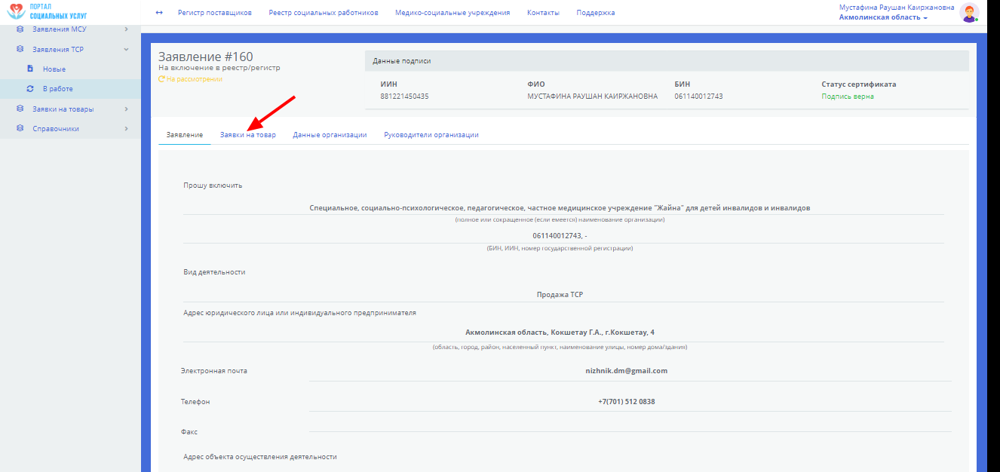 ПОРТАЛ
СОЦИАЛЬНЫХ УСЛУГ
Регистр поставщиков
Реестр социальных работников
Медико-социальные учреждения
Контакты
Поддержка
Мустафина Раушан Каиржановна
Акмолинская область
Заявления МСУ
Заявления ТСР
Новые
В работе
Заявки на товары
Справочники
Заявление #160
На включение в реестр/регистр
На рассмотрении
Данные подписи
ИИН ФИО БИН Статус сертификата
881221450435 МУСТАФИНА РАУШАН КАИРЖАНОВНА 061140012743 Подпись верна
Заявление Заявки на товар Данные организации Руководители организации
Прошу включить
Специальное, социально-психологическое, педагогическое, частное медицинское учреждение "Жайна" для детей инвалидов и инвалидов
(полное или сокращенное (если емеется) наименование организации)
061140012743, -
(БИН, ИИН, номер государственной регистрации)
Вид деятельности
Продажа ТСР
Адрес юридического лица или индивидуального предпринимателя
Акмолинская область, Кокшетау Г.А., г.Кокшетау, 4
(область, город, район, населенный пункт, наименование улицы, номер дома/здания)
Электронная почта nizhnik.dm@gmail.com
Телефон +7(701) 512 0838
Факс
Адрес объекта осуществления деятельности